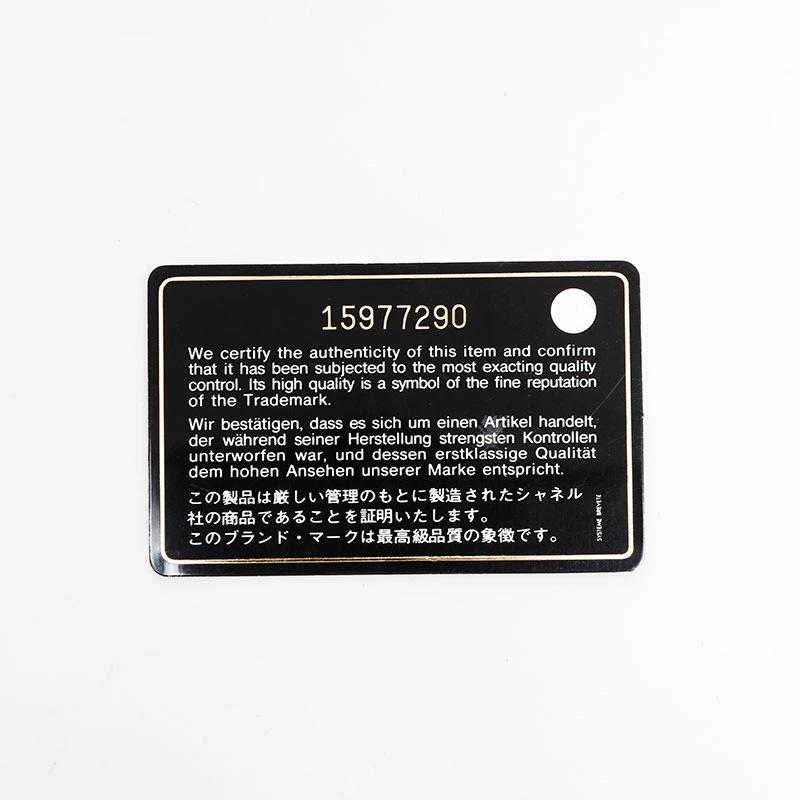 15977290
We certify the authenticity of this item and confirm
that it has been subjected to the most exacting quality
control. Its high quality is a symbol of the fine reputation
of the Trademark.
Wir bestätigen, dass es sich um einen Artikel handelt,
der während seiner Herstellung strengsten Kontrollen
unterworfen war, und dessen erstklassige Qualität
dem hohen Ansehen unserer Marke entspricht.
この製品は厳しい管理のもとに製造されたシャネル
社の商品であることを証明いたします。
このブランド・マークは最高級品質の象徴です。
SYSTEME BREVETE